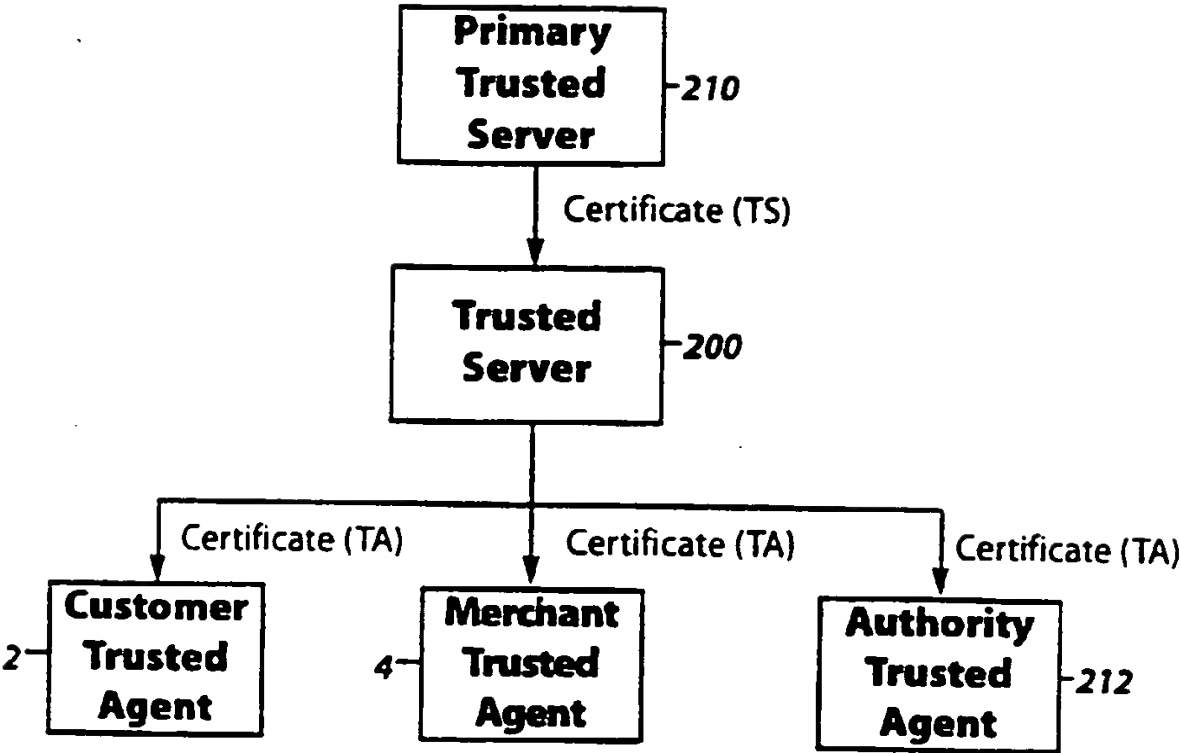 Primary
Trusted
Server
210
Certificate (TS)
Trusted
Server
200
Certificate (TA)
Certificate (TA)
Certificate (TA)
Customer
Trusted
Agent
2
Merchant
Trusted
Agent
4
Authority
Trusted
Agent
212